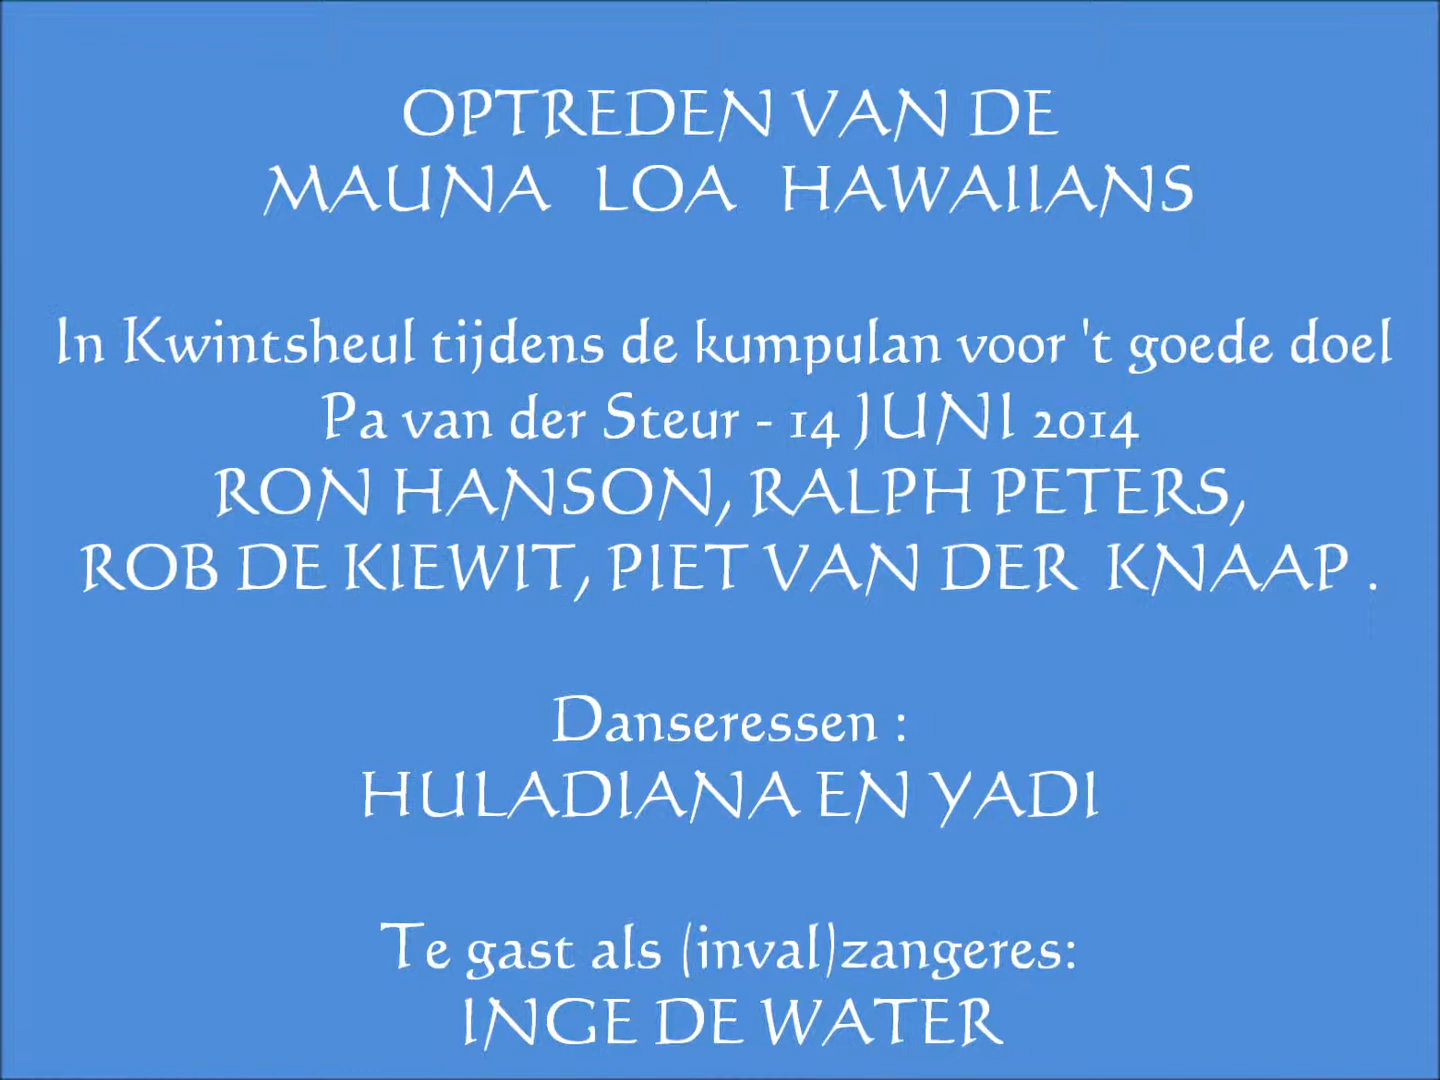 OPTREDEN VAN DE
MAUNA LOA HAWAIIANS
In Kwintsheul tijdens de kumpulan voor 't goede doel
Pa van der Steur - 14 JUNI 2014
RON HANSON, RALPH PETERS,
ROB DE KIEWIT, PIET VAN DER KNAAP .
Danseressen :
HULADIANA EN YADI
Te gast als (inval)zangeres:
INGE DE WATER